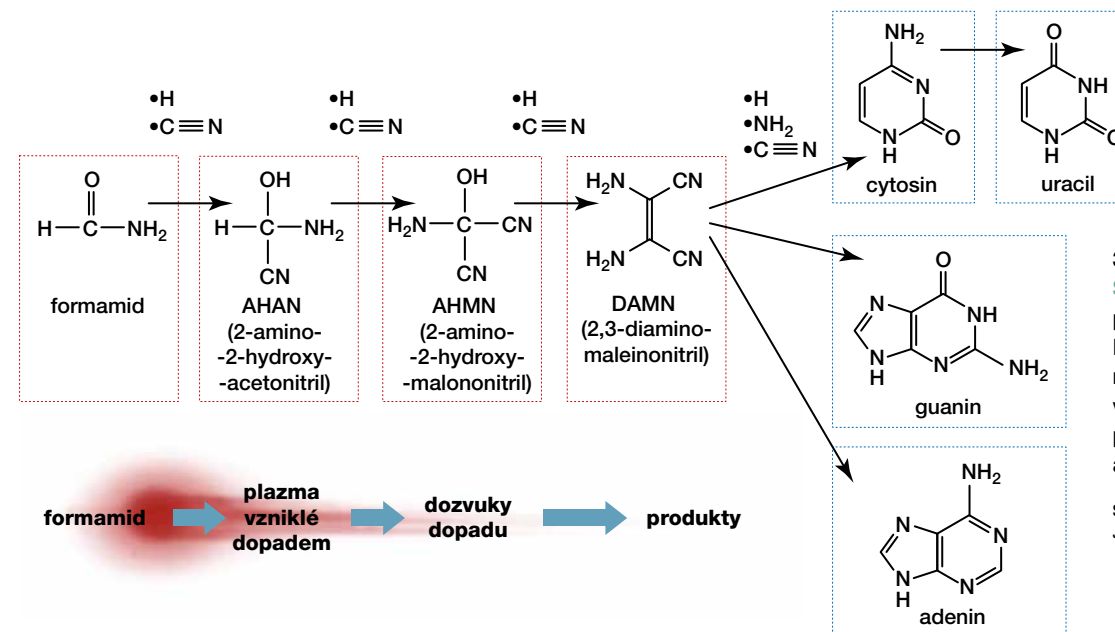 •H
•C≡N
•H
•C≡N
•H
•C≡N
•H
•NH₂
•C≡N
O
H—C—NH₂
formamid
OH
H—C—NH₂
CN
AHAN
(2-amino-
-2-hydroxy-
-acetonitril)
OH
H₂N—C—CN
CN
AHMN
(2-amino-
-2-hydroxy-
-malononitril)
H₂N CN
H₂N CN
DAMN
(2,3-diamino-
maleinonitril)
NH₂
N
N
H
O
cytosin
O
NH
N
H
O
uracil
O
N
NH
N
H
N
NH₂
guanin
NH₂
N
N
N
H
N
adenin
formamid
plazma
vzniklé
dopadem
dozvuky
dopadu
produkty